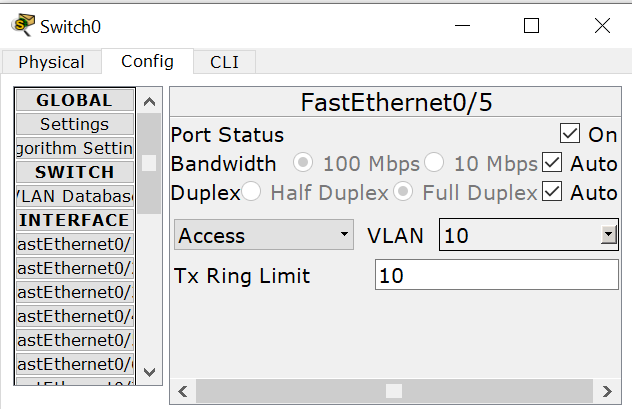 Switch0
Physical Config CLI
GLOBAL
Settings
gorithm Settin
SWITCH
VLAN Database
INTERFACE
astEthernet0/
astEthernet0/
astEthernet0/
astEthernet0/
astEthernet0/
astEthernet0/
FastEthernet0/5
Port Status On
Bandwidth 100 Mbps 10 Mbps Auto
Duplex Half Duplex Full Duplex Auto
Access VLAN 10
Tx Ring Limit 10